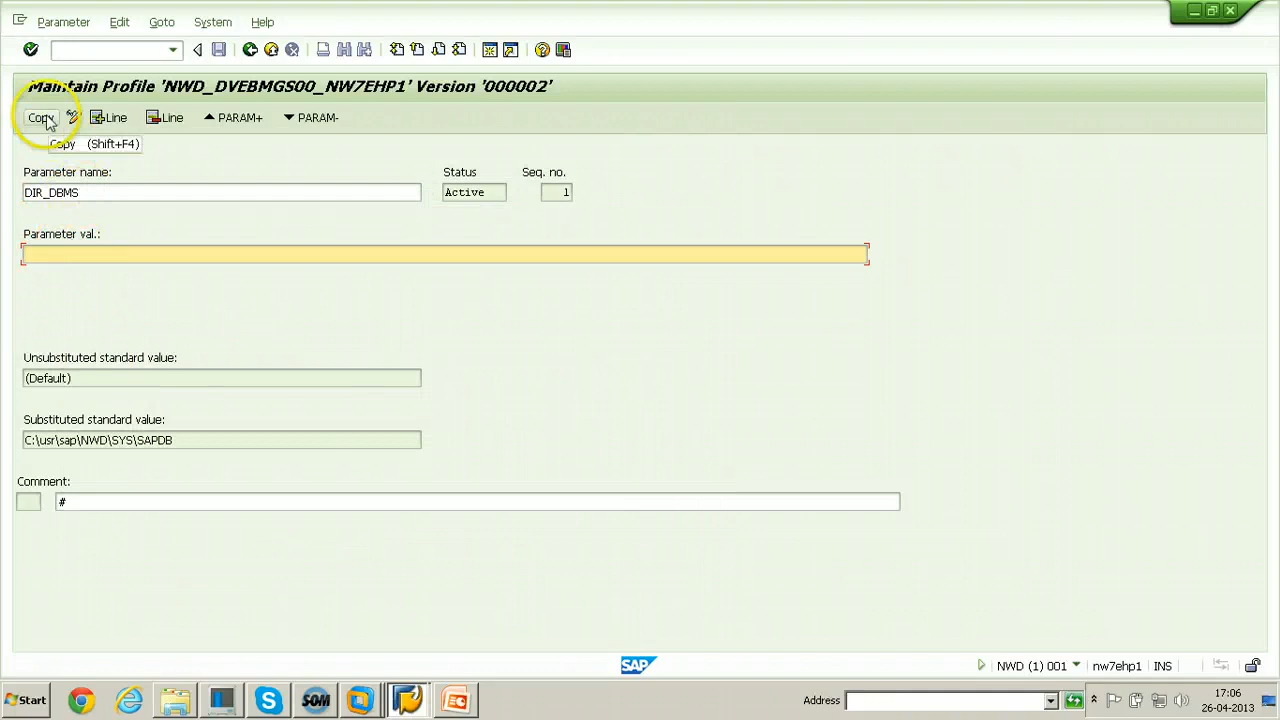 Parameter Edit Goto System Help
Maintain Profile 'NWD_DVEBMGS00_NW7EHP1' Version '000002'
Copy Line Line PARAM+ PARAM-
Copy (Shift+F4)
Parameter name: Status Seq. no.
DIR_DBMS Active 1
Parameter val.:
Unsubstituted standard value:
(Default)
Substituted standard value:
C:\usr\sap\NWD\SYS\SAPDB
Comment:
#
SAP NWD (1) 001 nw7ehp1 INS
Start SOM Address 17:06
26-04-2013